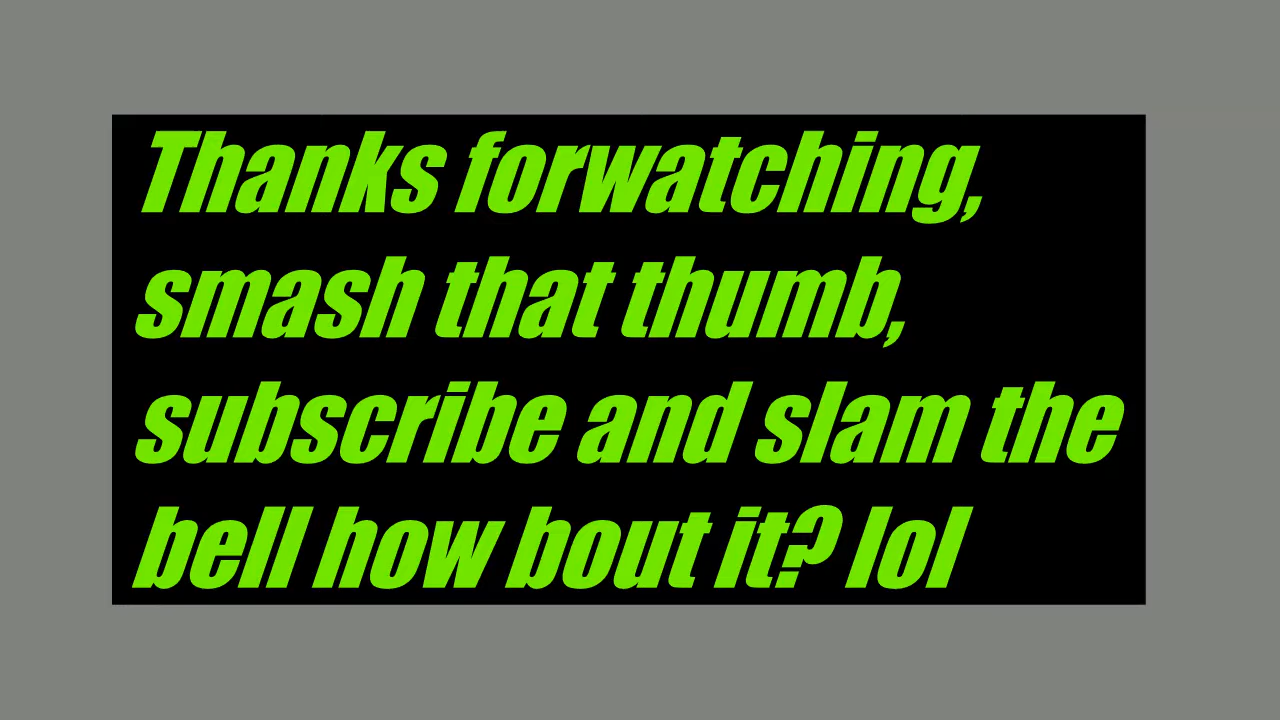 Thanks forwatching,
smash that thumb,
subscribe and slam the
bell how bout it? lol